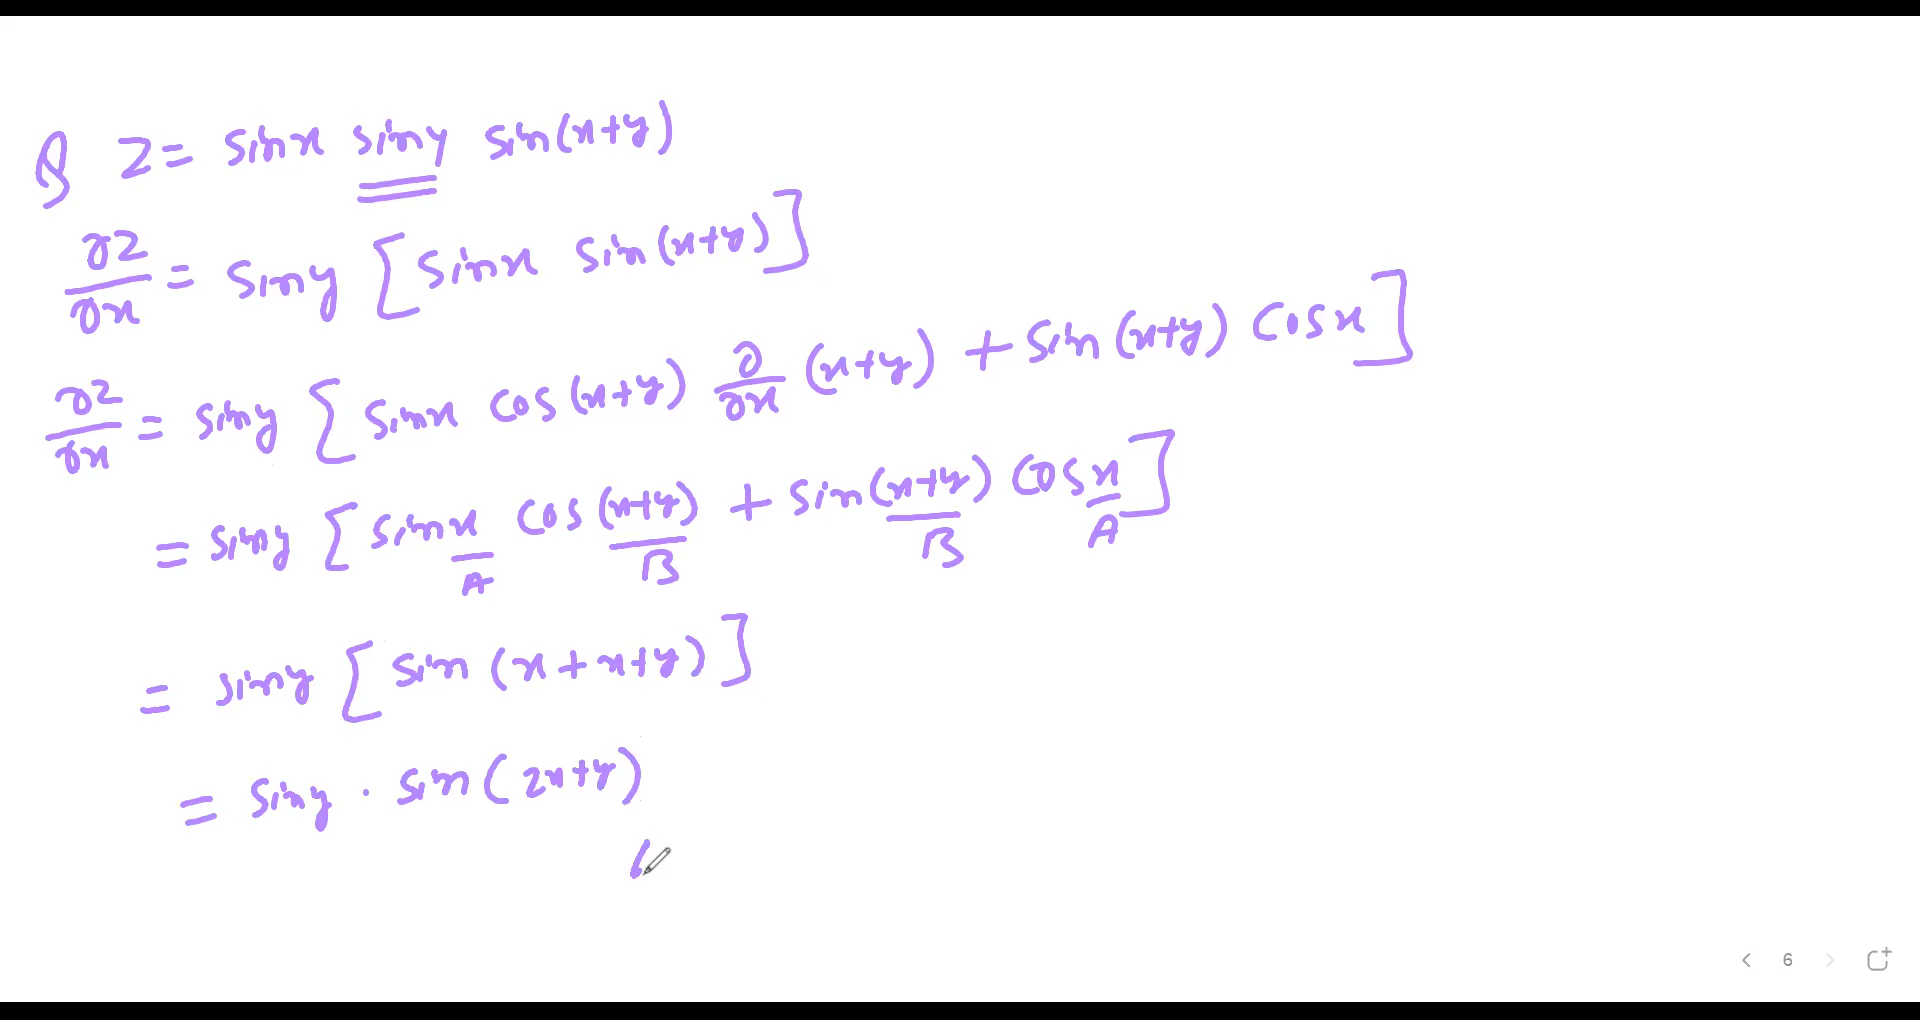 Q Z = sinx siny sin(x+y)
∂z/∂x = siny [sinx sin(x+y)]
∂z/∂x = siny [sinx cos(x+y) ∂/∂x (x+y) + sin(x+y) cosx]
= siny [sinx cos(x+y) + sin(x+y) cosx]
A B B A
= siny [sin(x+x+y)]
= siny · sin(2x+y)
6